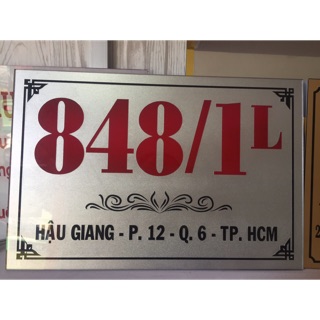 848/1L
HẬU GIANG - P. 12 - Q. 6 - TP. HCM